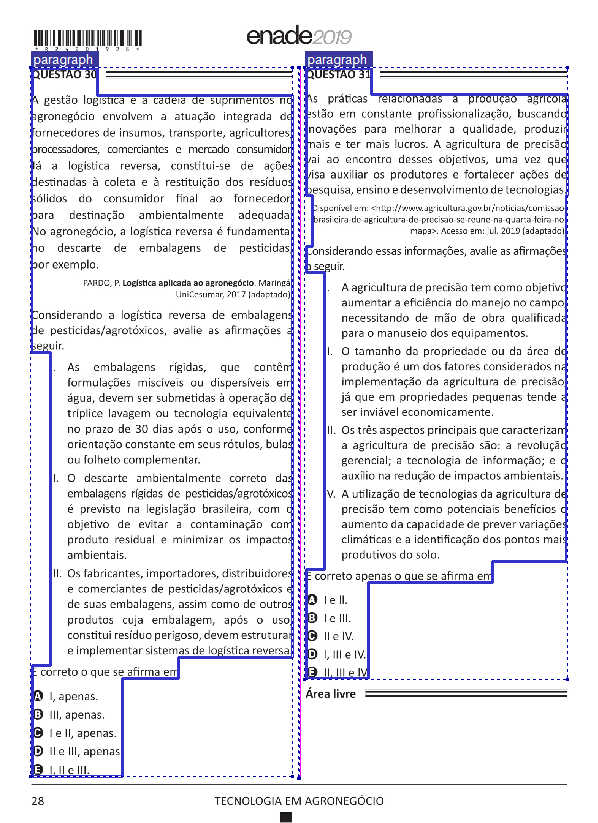 *R2420192B*
enade2019
paragraph
QUESTÃO 30
A gestão logística e a cadeia de suprimentos no
agronegócio envolvem a atuação integrada de
fornecedores de insumos, transporte, agricultores,
processadores, comerciantes e mercado consumidor.
Já a logística reversa, constitui-se de ações
destinadas à coleta e à restituição dos resíduos
sólidos do consumidor final ao fornecedor,
para destinação ambientalmente adequada.
No agronegócio, a logística reversa é fundamental
no descarte de embalagens de pesticidas,
por exemplo.
PARDO, P. Logística aplicada ao agronegócio. Maringá:
UniCesumar, 2017 (adaptado).
Considerando a logística reversa de embalagens
de pesticidas/agrotóxicos, avalie as afirmações a
seguir.
I. As embalagens rígidas, que contêm
formulações miscíveis ou dispersíveis em
água, devem ser submetidas à operação de
tríplice lavagem ou tecnologia equivalente
no prazo de 30 dias após o uso, conforme
orientação constante em seus rótulos, bulas
ou folheto complementar.
II. O descarte ambientalmente correto das
embalagens rígidas de pesticidas/agrotóxicos
é previsto na legislação brasileira, com o
objetivo de evitar a contaminação com
produto residual e minimizar os impactos
ambientais.
III. Os fabricantes, importadores, distribuidores
e comerciantes de pesticidas/agrotóxicos e
de suas embalagens, assim como de outros
produtos cuja embalagem, após o uso,
constitui resíduo perigoso, devem estruturar
e implementar sistemas de logística reversa.
É correto o que se afirma em
A I, apenas.
B III, apenas.
C I e II, apenas.
D II e III, apenas.
E I, II e III.
paragraph
QUESTÃO 31
As práticas relacionadas à produção agrícola
estão em constante profissionalização, buscando
inovações para melhorar a qualidade, produzir
mais e ter mais lucros. A agricultura de precisão
vai ao encontro desses objetivos, uma vez que
visa auxiliar os produtores e fortalecer ações de
pesquisa, ensino e desenvolvimento de tecnologias.
Disponível em: <http://www.agricultura.gov.br/noticias/comissao-
brasileira-de-agricultura-de-precisao-se-reune-na-quarta-feira-no-
mapa>. Acesso em: jul. 2019 (adaptado).
Considerando essas informações, avalie as afirmações
a seguir.
I. A agricultura de precisão tem como objetivo
aumentar a eficiência do manejo no campo,
necessitando de mão de obra qualificada
para o manuseio dos equipamentos.
II. O tamanho da propriedade ou da área de
produção é um dos fatores considerados na
implementação da agricultura de precisão,
já que em propriedades pequenas tende a
ser inviável economicamente.
III. Os três aspectos principais que caracterizam
a agricultura de precisão são: a revolução
gerencial; a tecnologia de informação; e o
auxílio na redução de impactos ambientais.
IV. A utilização de tecnologias da agricultura de
precisão tem como potenciais benefícios o
aumento da capacidade de prever variações
climáticas e a identificação dos pontos mais
produtivos do solo.
É correto apenas o que se afirma em
A I e II.
B I e III.
C II e IV.
D I, III e IV.
E II, III e IV.
Área livre
28
TECNOLOGIA EM AGRONEGÓCIO